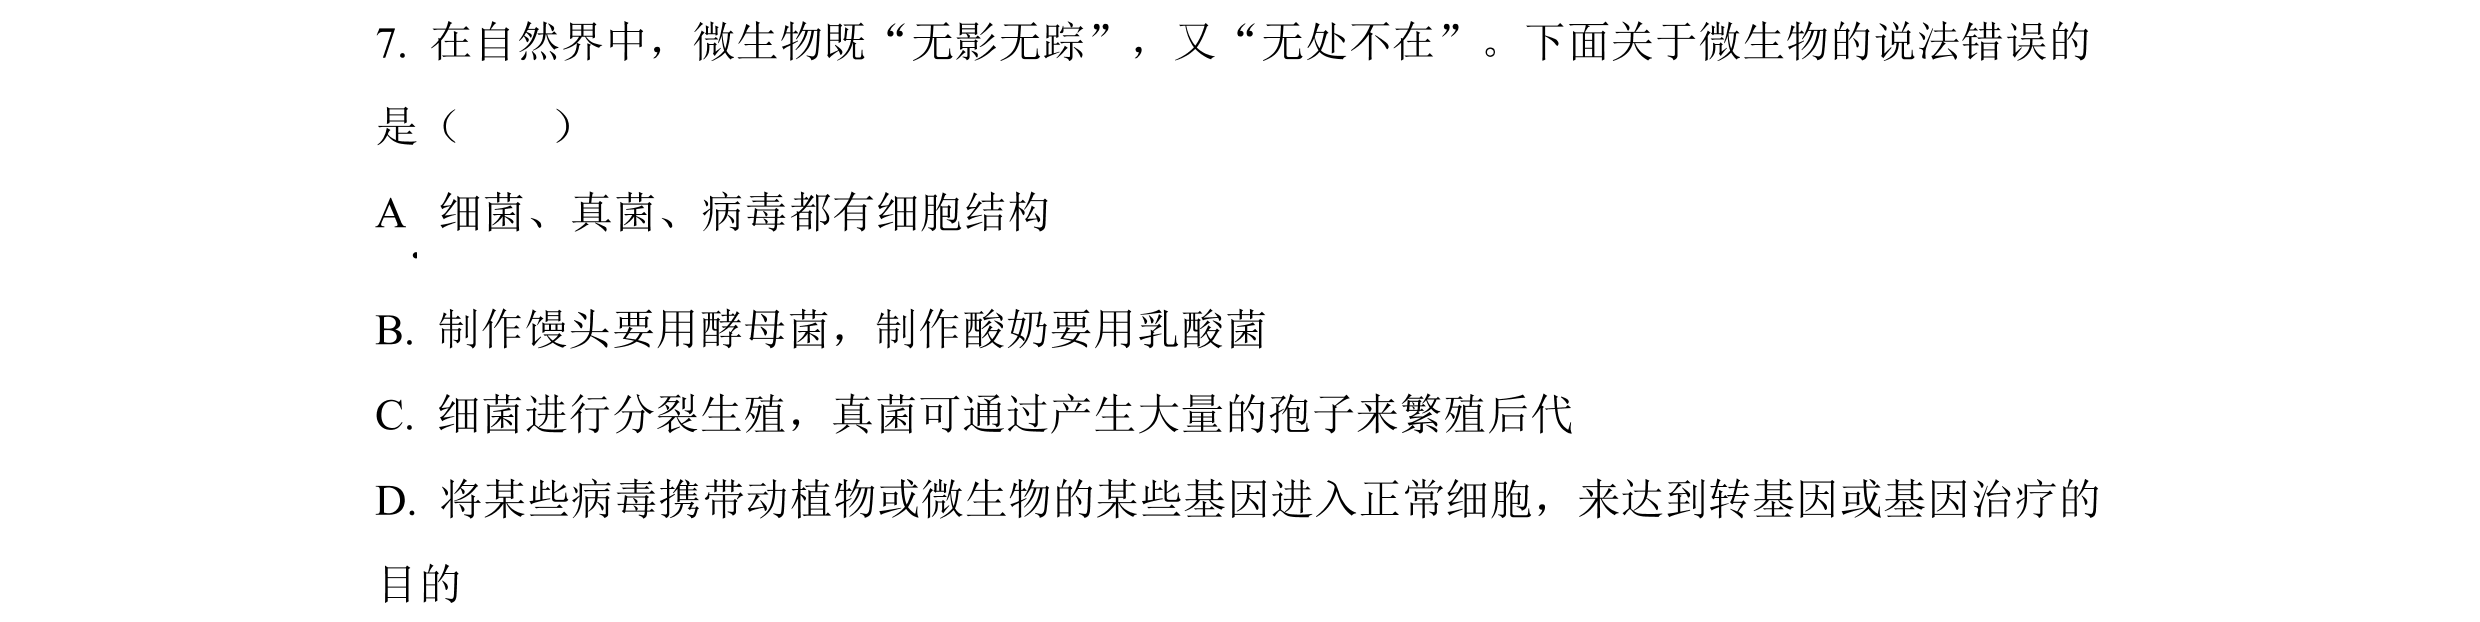 7. 在自然界中，微生物既“无影无踪”，又“无处不在”。下面关于微生物的说法错误的
是（　　）
A 细菌、真菌、病毒都有细胞结构
.
B. 制作馒头要用酵母菌，制作酸奶要用乳酸菌
C. 细菌进行分裂生殖，真菌可通过产生大量的孢子来繁殖后代
D. 将某些病毒携带动植物或微生物的某些基因进入正常细胞，来达到转基因或基因治疗的
目的